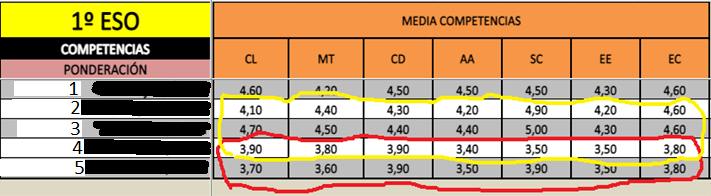 1º ESO MEDIA COMPETENCIAS
COMPETENCIAS CL MT CD AA SC EE EC
PONDERACIÓN
1 4,60 4,20 4,50 4,50 4,50 4,30 4,60
2 4,10 4,40 4,30 4,20 4,90 4,20 4,60
3 4,70 4,50 4,40 4,40 5,00 4,30 4,60
4 3,90 3,80 3,90 3,40 3,50 3,50 3,80
5 3,70 3,60 3,90 3,50 3,90 3,50 3,80